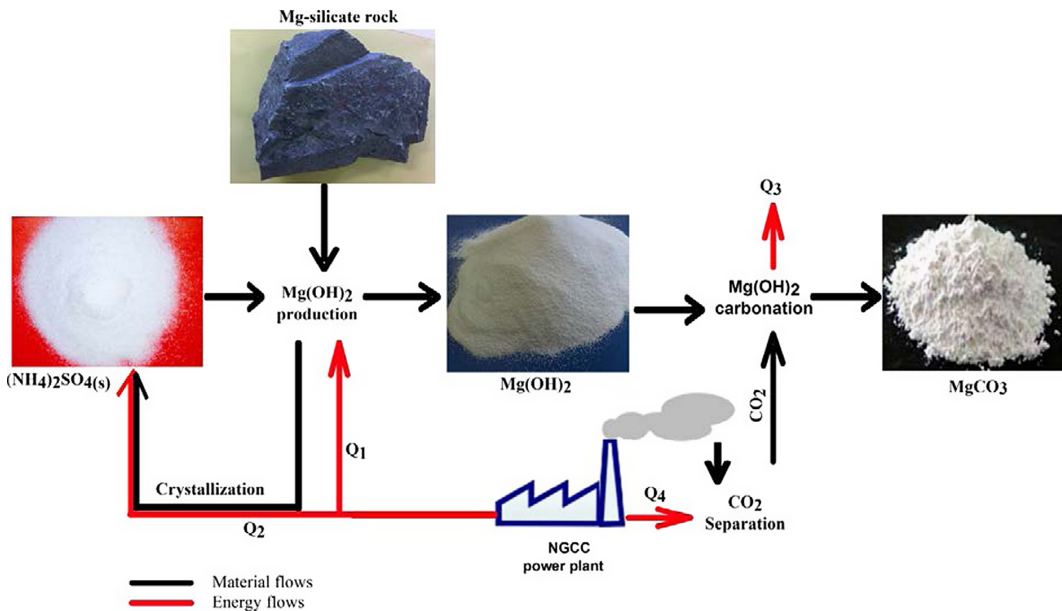 Mg-silicate rock
Q3
Mg(OH)2
production
Mg(OH)2
carbonation
(NH4)2SO4(s)
Mg(OH)2
MgCO3
CO2
Q1
Crystallization
Q2
Q4
CO2
Separation
NGCC
power plant
Material flows
Energy flows